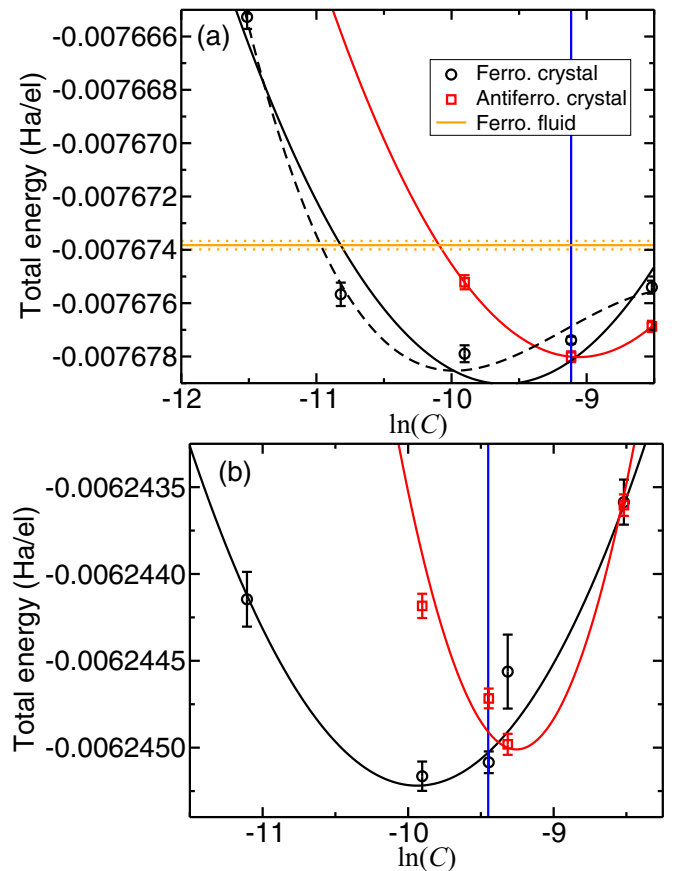 (a)
Ferro. crystal
Antiferro. crystal
Ferro. fluid
Total energy (Ha/el)
-0.007666
-0.007668
-0.007670
-0.007672
-0.007674
-0.007676
-0.007678
-12
-11
-10
-9
ln(C)
(b)
Total energy (Ha/el)
-0.0062435
-0.0062440
-0.0062445
-0.0062450
-11
-10
-9
ln(C)